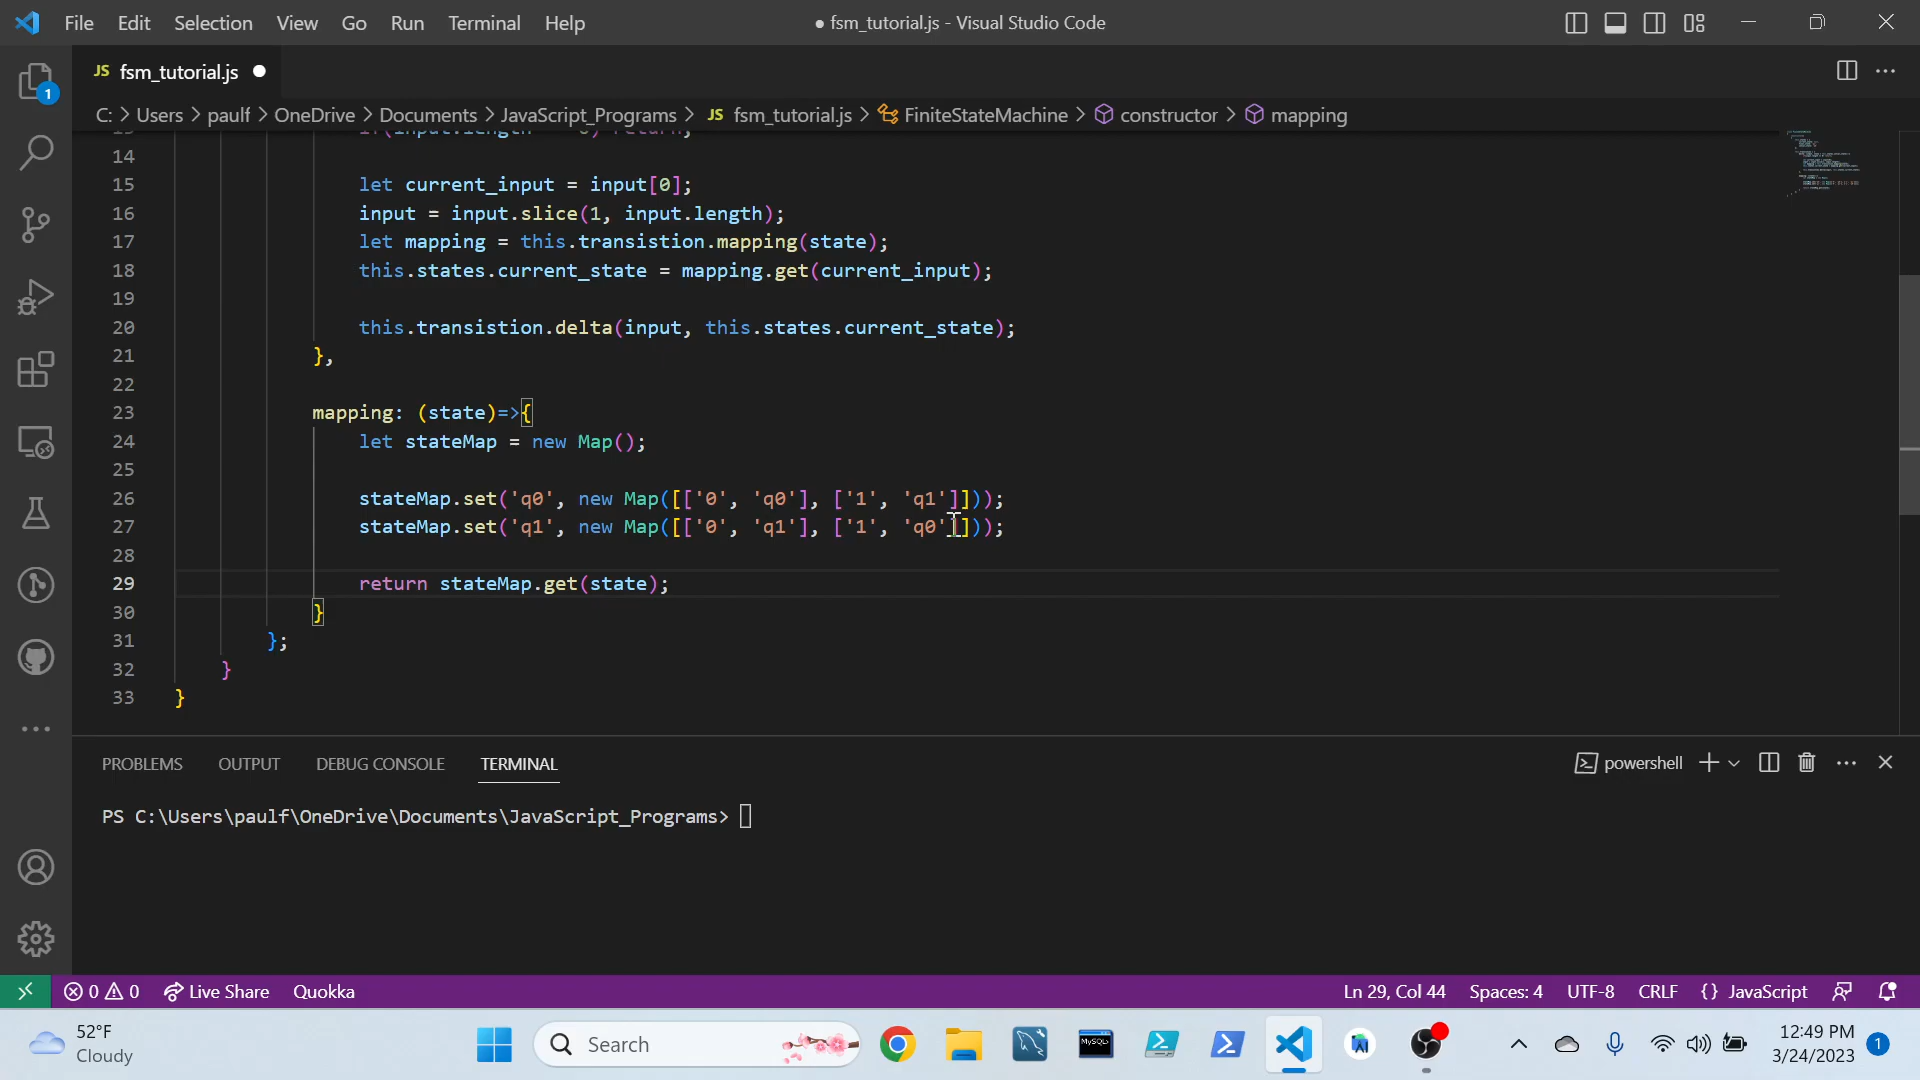 File Edit Selection View Go Run Terminal Help ● fsm_tutorial.js - Visual Studio Code
1
JS fsm_tutorial.js ●
C: > Users > paulf > OneDrive > Documents > JavaScript_Programs > JS fsm_tutorial.js > FiniteStateMachine > constructor > mapping
14
15 let current_input = input[0];
16 input = input.slice(1, input.length);
17 let mapping = this.transistion.mapping(state);
18 this.states.current_state = mapping.get(current_input);
19
20 this.transistion.delta(input, this.states.current_state);
21 },
22
23 mapping: (state)=>{
24 let stateMap = new Map();
25
26 stateMap.set('q0', new Map([['0', 'q0'], ['1', 'q1']]));
27 stateMap.set('q1', new Map([['0', 'q1'], ['1', 'q0']]));
28
29 return stateMap.get(state);
30 }
31 };
32 }
33 }
PROBLEMS OUTPUT DEBUG CONSOLE TERMINAL powershell
PS C:\Users\paulf\OneDrive\Documents\JavaScript_Programs>
0 0 Live Share Quokka Ln 29, Col 44 Spaces: 4 UTF-8 CRLF {} JavaScript
52°F
Cloudy
Search
MySQL
12:49 PM
3/24/2023
1